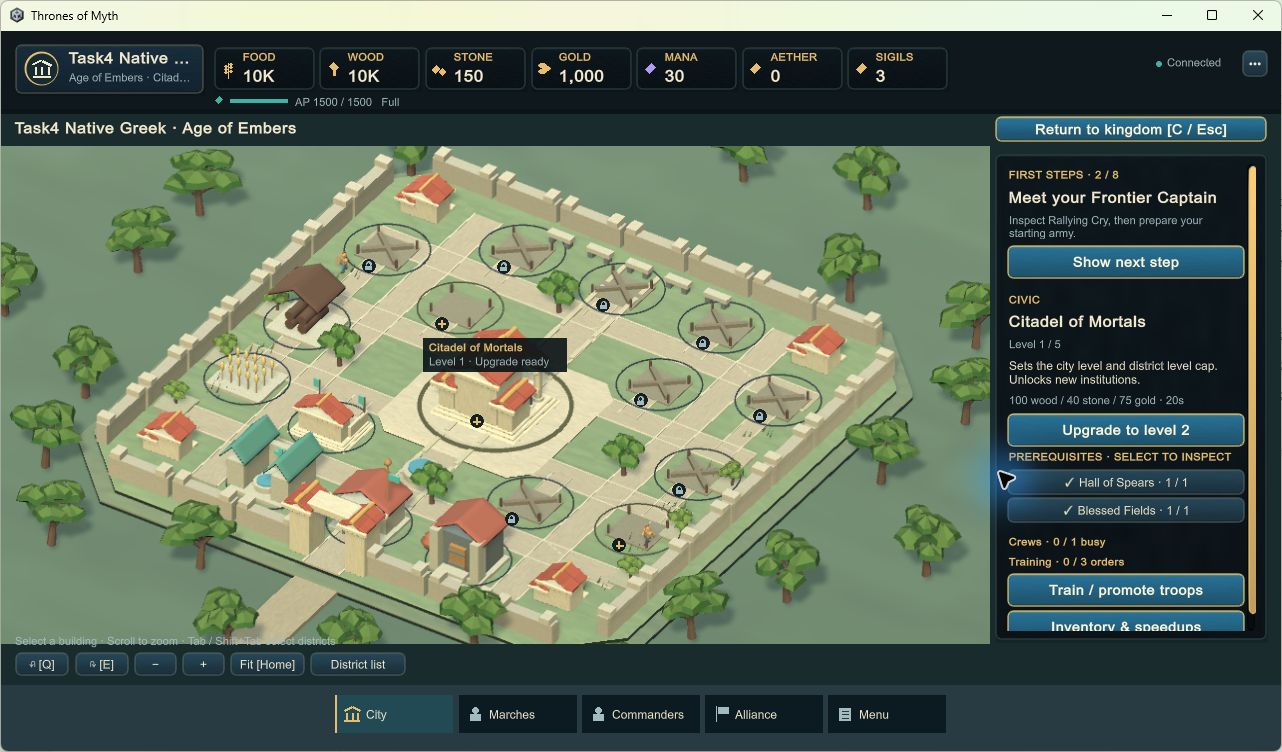 Thrones of Myth
Task4 Native ...
Age of Embers · Citad...
FOOD
10K
WOOD
10K
STONE
150
GOLD
1,000
MANA
30
AETHER
0
SIGILS
3
Connected
AP 1500 / 1500 Full
Task4 Native Greek · Age of Embers
Return to kingdom [C / Esc]
FIRST STEPS · 2 / 8
Meet your Frontier Captain
Inspect Rallying Cry, then prepare your
starting army.
Show next step
CIVIC
Citadel of Mortals
Level 1 / 5
Sets the city level and district level cap.
Unlocks new institutions.
100 wood / 40 stone / 75 gold · 20s
Upgrade to level 2
PREREQUISITES · SELECT TO INSPECT
✓ Hall of Spears · 1 / 1
✓ Blessed Fields · 1 / 1
Crews · 0 / 1 busy
Training · 0 / 3 orders
Train / promote troops
Inventory & speedups
Citadel of Mortals
Level 1 · Upgrade ready
Select a building · Scroll to zoom · Tab / Shift+Tab select districts
[Q]
[E]
−
+
Fit [Home]
District list
City
Marches
Commanders
Alliance
Menu